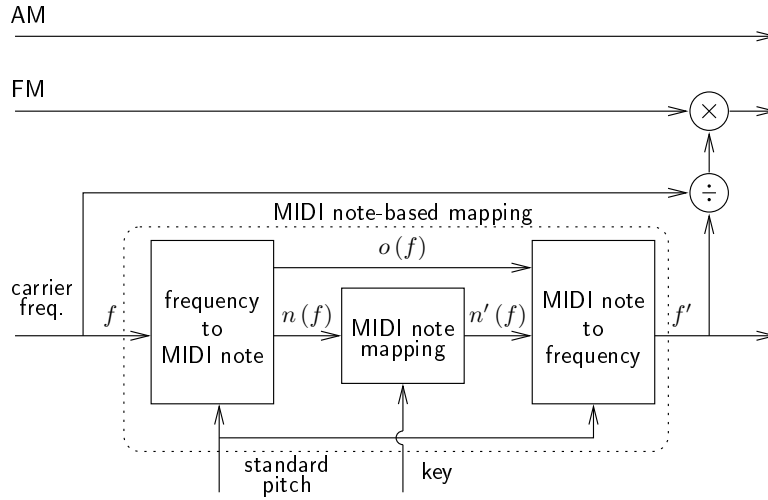 AM
FM
×
÷
MIDI note-based mapping
o (f)
carrier
freq.
f
frequency
to
MIDI note
n (f)
MIDI note
mapping
n′ (f)
MIDI note
to
frequency
f′
standard
pitch
key